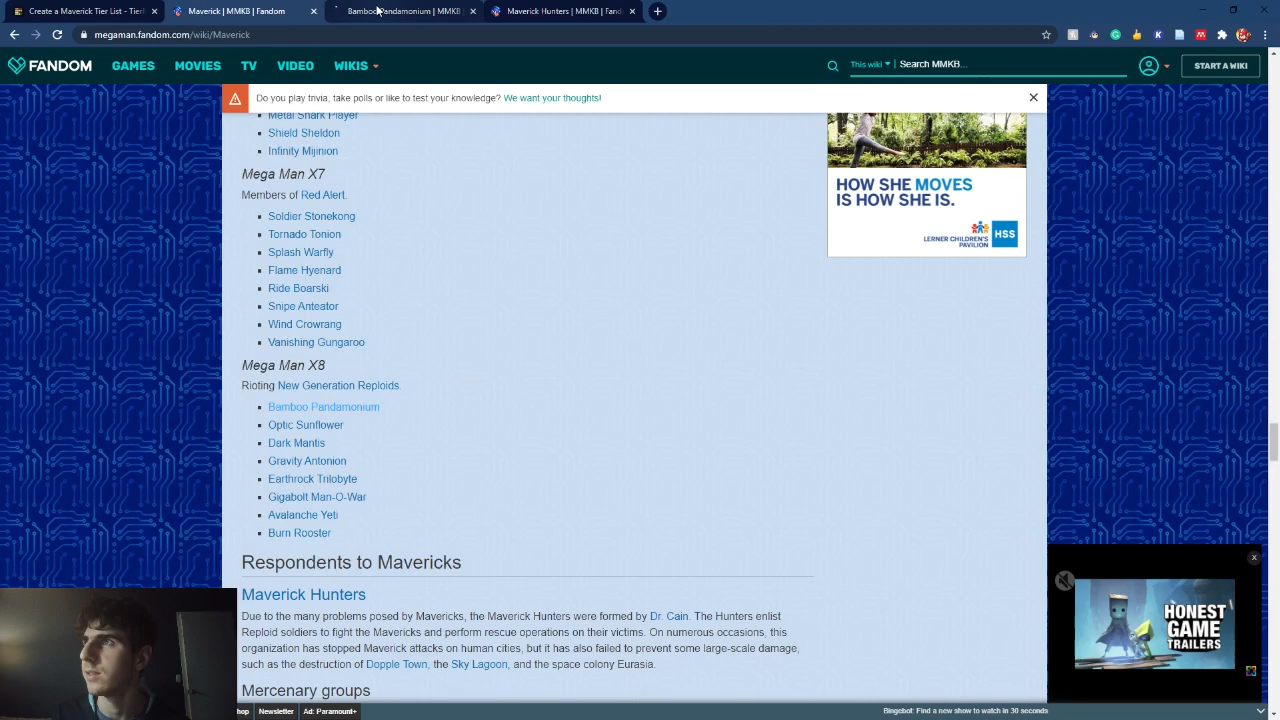 Create a Maverick Tier List - TierI
Maverick | MMKB | Fandom
Bamboo Pandamonium | MMKB |
Maverick Hunters | MMKB | Fand
megaman.fandom.com/wiki/Maverick
FANDOM GAMES MOVIES TV VIDEO WIKIS This wiki Search MMKB... START A WIKI
Do you play trivia, take polls or like to test your knowledge? We want your thoughts!
Metal Shark Player
Shield Sheldon
Infinity Mijinion
Mega Man X7
Members of Red Alert.
Soldier Stonekong
Tornado Tonion
Splash Warfly
Flame Hyenard
Ride Boarski
Snipe Anteator
Wind Crowrang
Vanishing Gungaroo
Mega Man X8
Rioting New Generation Reploids.
Bamboo Pandamonium
Optic Sunflower
Dark Mantis
Gravity Antonion
Earthrock Trilobyte
Gigabolt Man-O-War
Avalanche Yeti
Burn Rooster
Respondents to Mavericks
Maverick Hunters
Due to the many problems posed by Mavericks, the Maverick Hunters were formed by Dr. Cain. The Hunters enlist
Reploid soldiers to fight the Mavericks and perform rescue operations on their victims. On numerous occasions, this
organization has stopped Maverick attacks on human cities, but it has also failed to prevent some large-scale damage,
such as the destruction of Dopple Town, the Sky Lagoon, and the space colony Eurasia.
Mercenary groups
HOW SHE MOVES
IS HOW SHE IS.
LERNER CHILDREN'S
PAVILION
HSS
HONEST
GAME
TRAILERS
hop Newsletter Ad: Paramount+
Bingebot: Find a new show to watch in 30 seconds